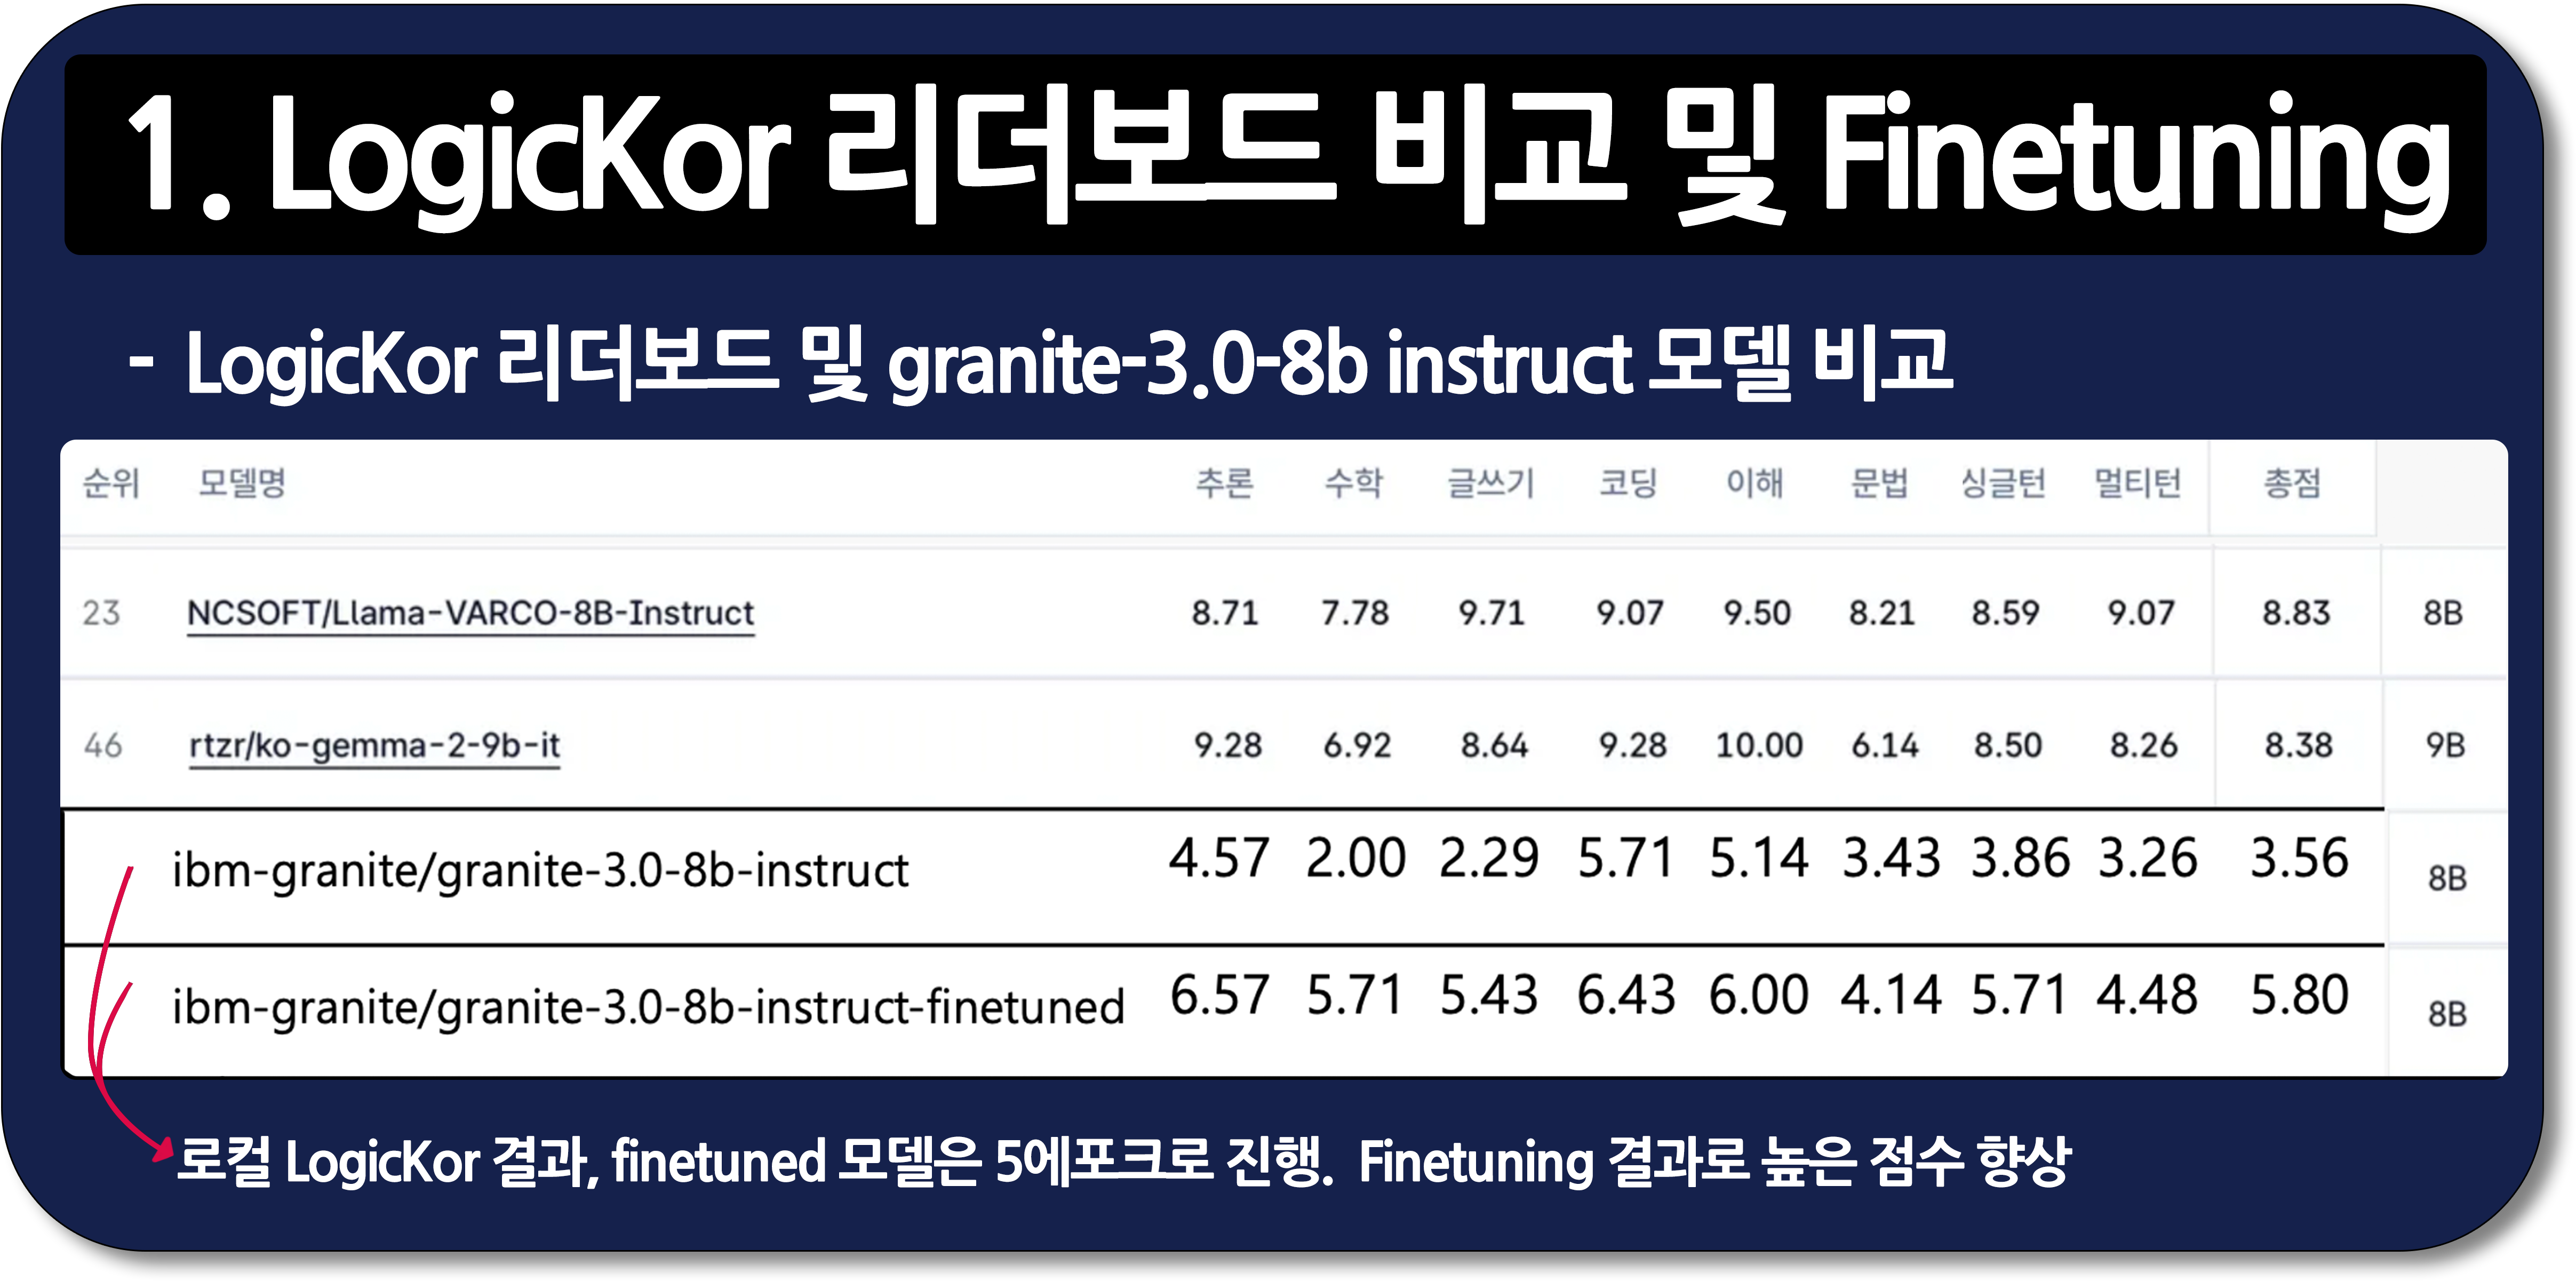 1. LogicKor 리더보드 비교 및 Finetuning
- LogicKor 리더보드 및 granite-3.0-8b instruct 모델 비교
순위 모델명 추론 수학 글쓰기 코딩 이해 문법 싱글턴 멀티턴 총점
23 NCSOFT/Llama-VARCO-8B-Instruct 8.71 7.78 9.71 9.07 9.50 8.21 8.59 9.07 8.83 8B
46 rtzr/ko-gemma-2-9b-it 9.28 6.92 8.64 9.28 10.00 6.14 8.50 8.26 8.38 9B
ibm-granite/granite-3.0-8b-instruct 4.57 2.00 2.29 5.71 5.14 3.43 3.86 3.26 3.56 8B
ibm-granite/granite-3.0-8b-instruct-finetuned 6.57 5.71 5.43 6.43 6.00 4.14 5.71 4.48 5.80 8B
로컬 LogicKor 결과, finetuned 모델은 5에포크로 진행. Finetuning 결과로 높은 점수 향상